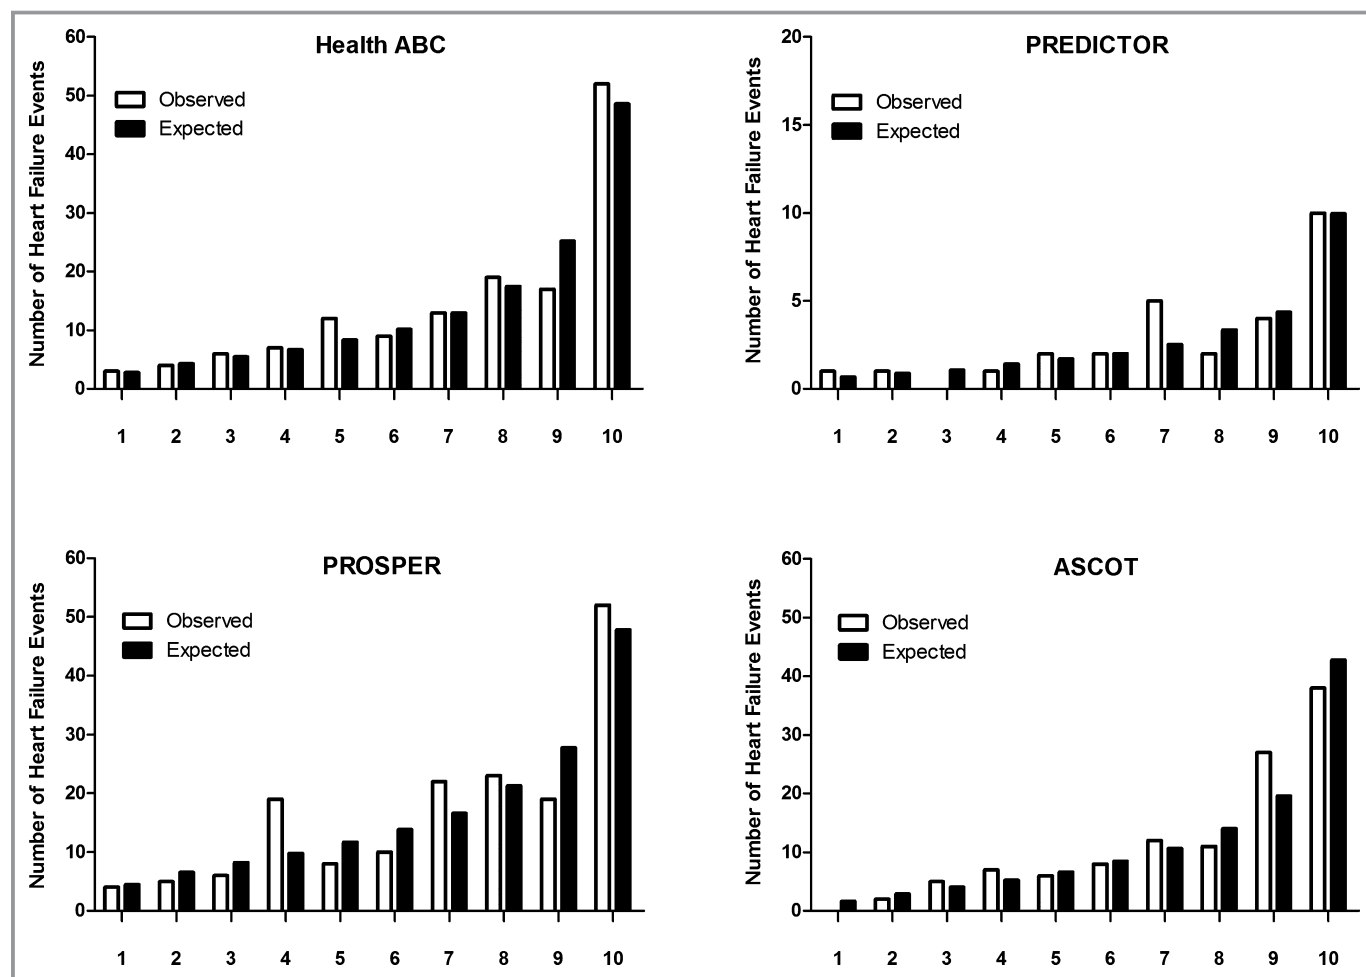 Health ABC
Number of Heart Failure Events
60
50
40
30
20
10
0
Observed
Expected
1 2 3 4 5 6 7 8 9 10
PREDICTOR
Number of Heart Failure Events
20
15
10
5
0
Observed
Expected
1 2 3 4 5 6 7 8 9 10
PROSPER
Number of Heart Failure Events
60
50
40
30
20
10
0
Observed
Expected
1 2 3 4 5 6 7 8 9 10
ASCOT
Number of Heart Failure Events
60
50
40
30
20
10
0
Observed
Expected
1 2 3 4 5 6 7 8 9 10